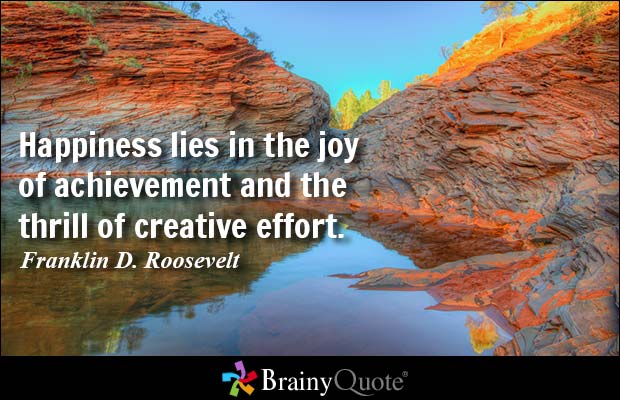 Happiness lies in the joy
of achievement and the
thrill of creative effort.
Franklin D. Roosevelt
BrainyQuote®